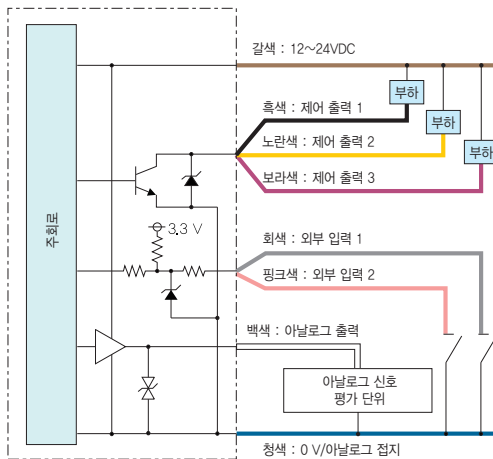 갈색 : 12~24VDC
부하
흑색 : 제어 출력 1
부하
노란색 : 제어 출력 2
부하
보라색 : 제어 출력 3
3.3 V
주회로
회색 : 외부 입력 1
핑크색 : 외부 입력 2
백색 : 아날로그 출력
아날로그 신호
평가 단위
청색 : 0 V/아날로그 접지